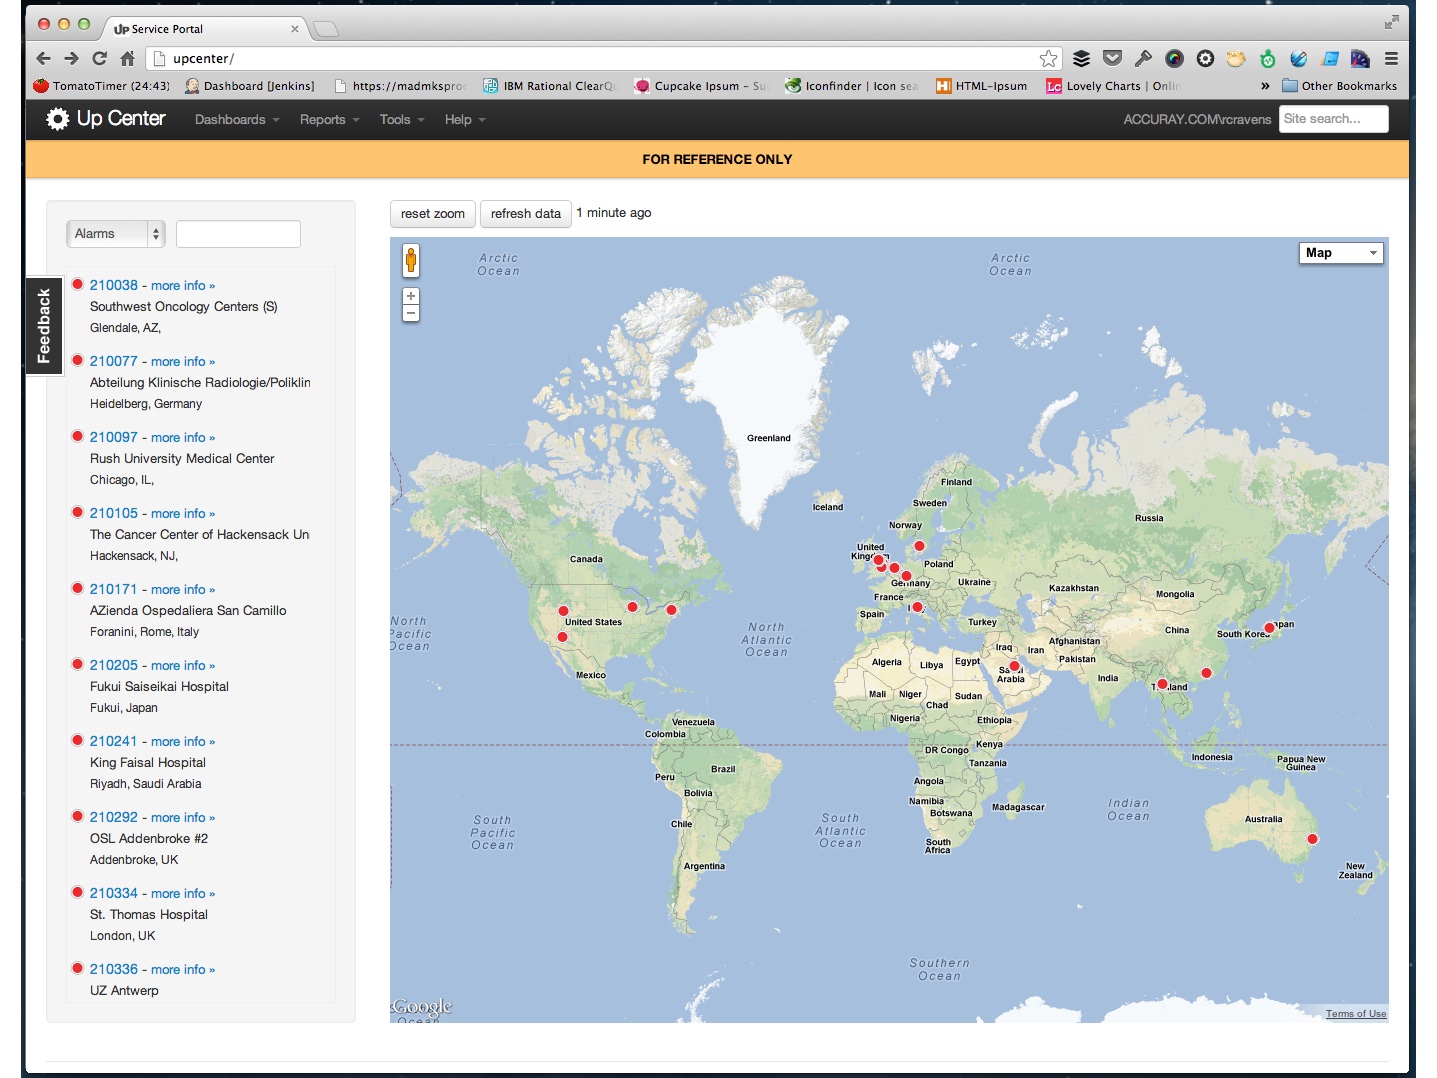 Up Service Portal
upcenter/
TomatoTimer (24:43)
Dashboard [Jenkins]
https://madmkspro
IBM Rational ClearQu
Cupcake Ipsum – Su
Iconfinder | Icon sea
HTML-Ipsum
Lc Lovely Charts | Onlin
» Other Bookmarks
Up Center
Dashboards
Reports
Tools
Help
ACCURAY.COM\rcravens
Site search...
FOR REFERENCE ONLY
Feedback
Alarms
210038 - more info »
Southwest Oncology Centers (S)
Glendale, AZ,
210077 - more info »
Abteilung Klinische Radiologie/Poliklin
Heidelberg, Germany
210097 - more info »
Rush University Medical Center
Chicago, IL,
210105 - more info »
The Cancer Center of Hackensack Uni
Hackensack, NJ,
210171 - more info »
AZienda Ospedaliera San Camillo
Foranini, Rome, Italy
210205 - more info »
Fukui Saiseikai Hospital
Fukui, Japan
210241 - more info »
King Faisal Hospital
Riyadh, Saudi Arabia
210292 - more info »
OSL Addenbroke #2
Addenbroke, UK
210334 - more info »
St. Thomas Hospital
London, UK
210336 - more info »
UZ Antwerp
reset zoom
refresh data
1 minute ago
Map
Arctic
Ocean
Arctic
Ocean
Greenland
Iceland
Finland
Sweden
Norway
Russia
Canada
United
Kingdom
Poland
Germany
Ukraine
France
Kazakhstan
Mongolia
Spain
United States
Turkey
China
South Korea
North
Pacific
Ocean
North
Atlantic
Ocean
Iraq
Iran
Afghanistan
Pakistan
Algeria
Libya
Egypt
Saudi
Arabia
India
Thailand
Mexico
Mali
Niger
Chad
Sudan
Nigeria
Ethiopia
Venezuela
Colombia
DR Congo
Kenya
Tanzania
Indonesia
Papua New
Guinea
Peru
Brazil
Bolivia
Angola
Namibia
Botswana
Madagascar
Indian
Ocean
Chile
South
Pacific
Ocean
South
Atlantic
Ocean
South
Africa
Australia
Argentina
New
Zealand
Southern
Ocean
Google
Ocean
Terms of Use